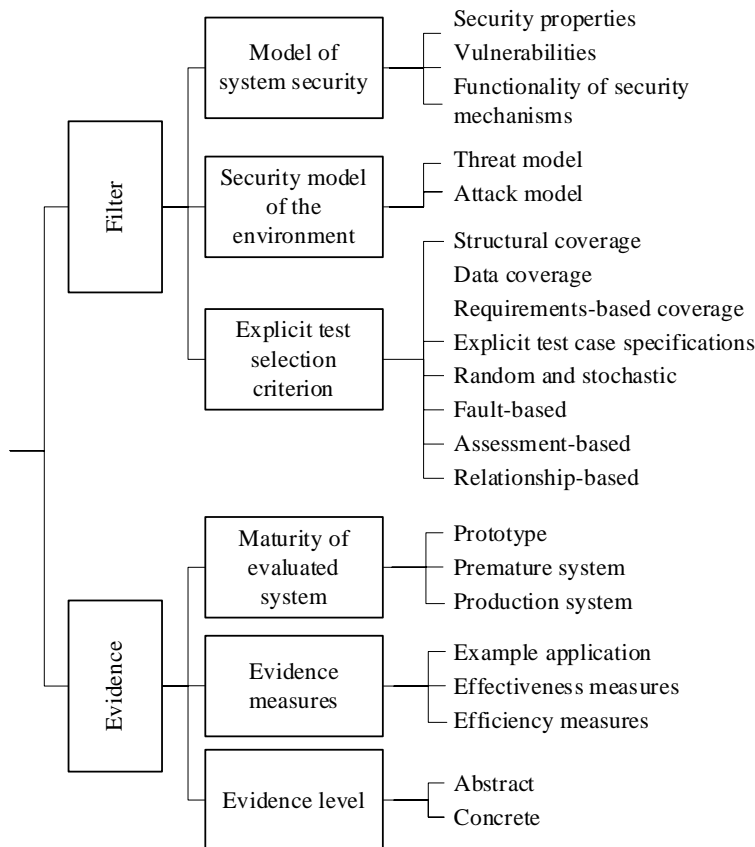 Filter
Model of
system security
Security properties
Vulnerabilities
Functionality of security
mechanisms
Security model
of the
environment
Threat model
Attack model
Explicit test
selection
criterion
Structural coverage
Data coverage
Requirements-based coverage
Explicit test case specifications
Random and stochastic
Fault-based
Assessment-based
Relationship-based
Evidence
Maturity of
evaluated
system
Prototype
Premature system
Production system
Evidence
measures
Example application
Effectiveness measures
Efficiency measures
Evidence level
Abstract
Concrete